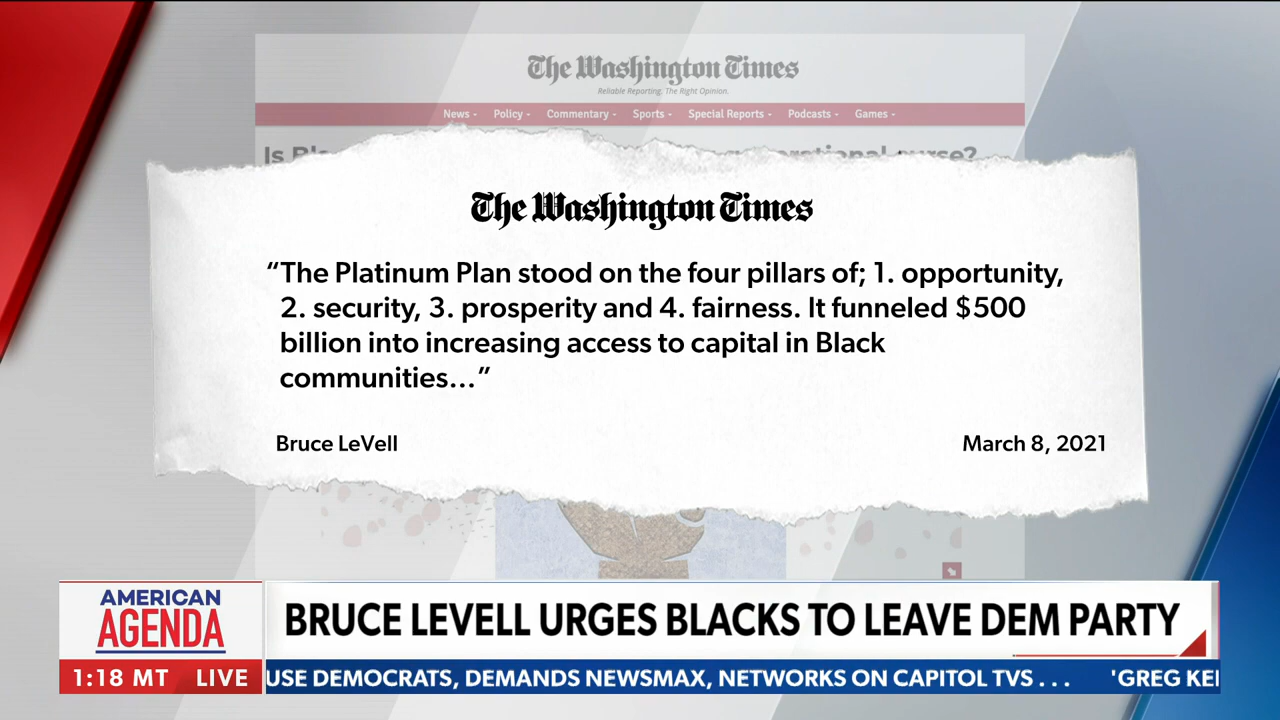 The Washington Times
Reliable Reporting. The Right Opinion.
News Policy Commentary Sports Special Reports Podcasts Games
Is
The Washington Times
“The Platinum Plan stood on the four pillars of; 1. opportunity,
2. security, 3. prosperity and 4. fairness. It funneled $500
billion into increasing access to capital in Black
communities...”
Bruce LeVell March 8, 2021
AMERICAN
AGENDA
BRUCE LEVELL URGES BLACKS TO LEAVE DEM PARTY
1:18 MT LIVE
USE DEMOCRATS, DEMANDS NEWSMAX, NETWORKS ON CAPITOL TVS . . . 'GREG KEI